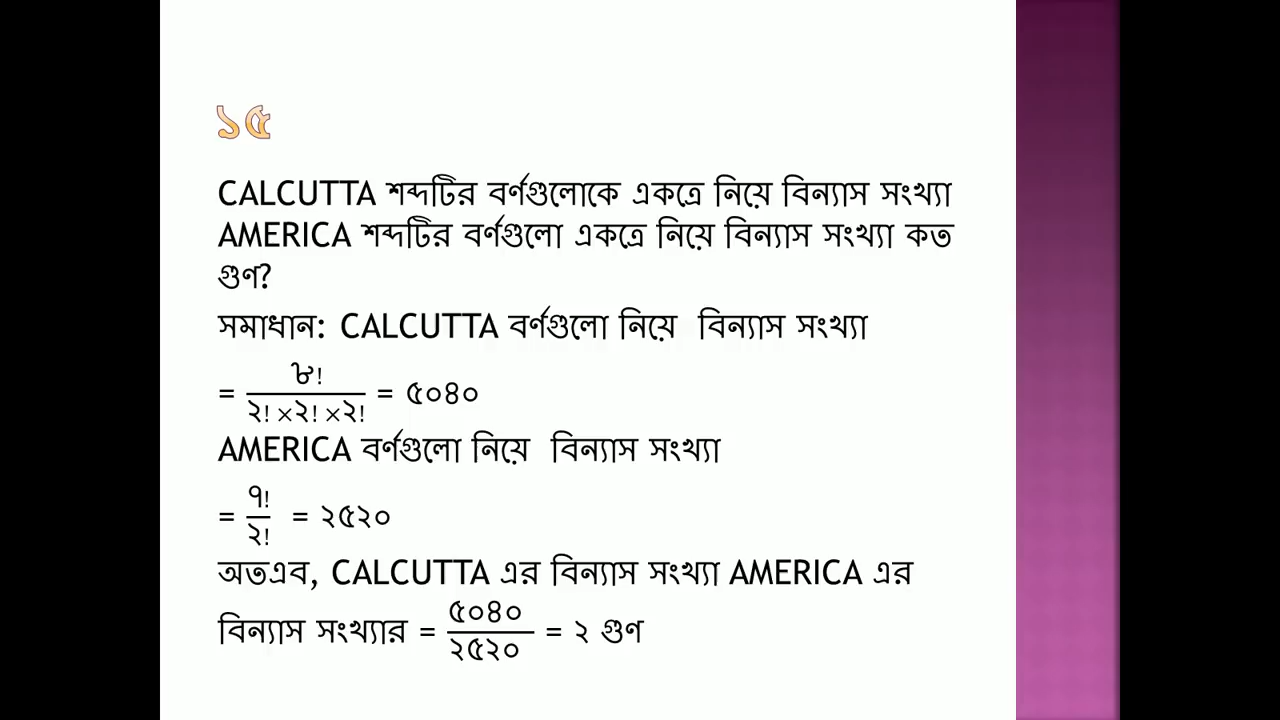 ১৫
CALCUTTA শব্দটির বর্ণগুলোকে একত্রে নিয়ে বিন্যাস সংখ্যা
AMERICA শব্দটির বর্ণগুলো একত্রে নিয়ে বিন্যাস সংখ্যা কত
গুণ?
সমাধান: CALCUTTA বর্ণগুলো নিয়ে বিন্যাস সংখ্যা
= ৮! / ২! ×২! ×২! = ৫০৪০
AMERICA বর্ণগুলো নিয়ে বিন্যাস সংখ্যা
= ৭! / ২! = ২৫২০
অতএব, CALCUTTA এর বিন্যাস সংখ্যা AMERICA এর
বিন্যাস সংখ্যার = ৫০৪০ / ২৫২০ = ২ গুণ